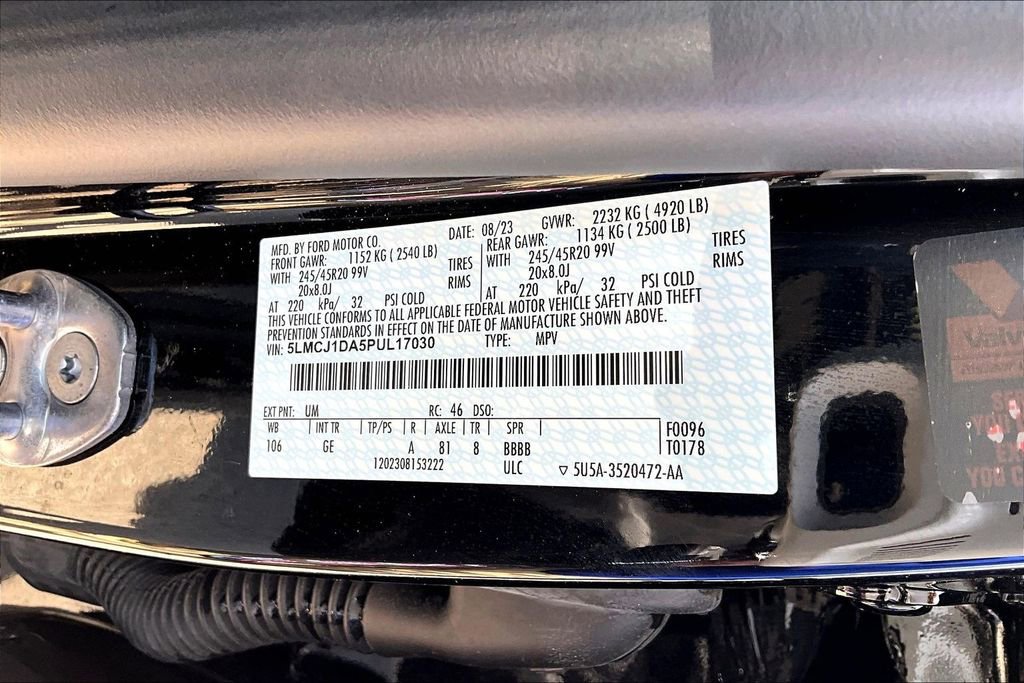 MFD. BY FORD MOTOR CO. DATE: 08/23 GVWR: 2232 KG ( 4920 LB)
FRONT GAWR: 1152 KG ( 2540 LB) REAR GAWR: 1134 KG ( 2500 LB)
WITH 245/45R20 99V TIRES WITH 245/45R20 99V TIRES
20x8.0J RIMS 20x8.0J RIMS
AT 220 kPa/ 32 PSI COLD AT 220 kPa/ 32 PSI COLD
THIS VEHICLE CONFORMS TO ALL APPLICABLE FEDERAL MOTOR VEHICLE SAFETY AND THEFT
PREVENTION STANDARDS IN EFFECT ON THE DATE OF MANUFACTURE SHOWN ABOVE.
VIN: 5LMCJ1DA5PUL17030 TYPE: MPV
EXT PNT: UM RC: 46 DSO:
WB INT TR TP/PS R AXLE TR SPR F0096
106 GE A 81 8 BBBB T0178
1202308153222 ULC 5U5A-3520472-AA
YOU C